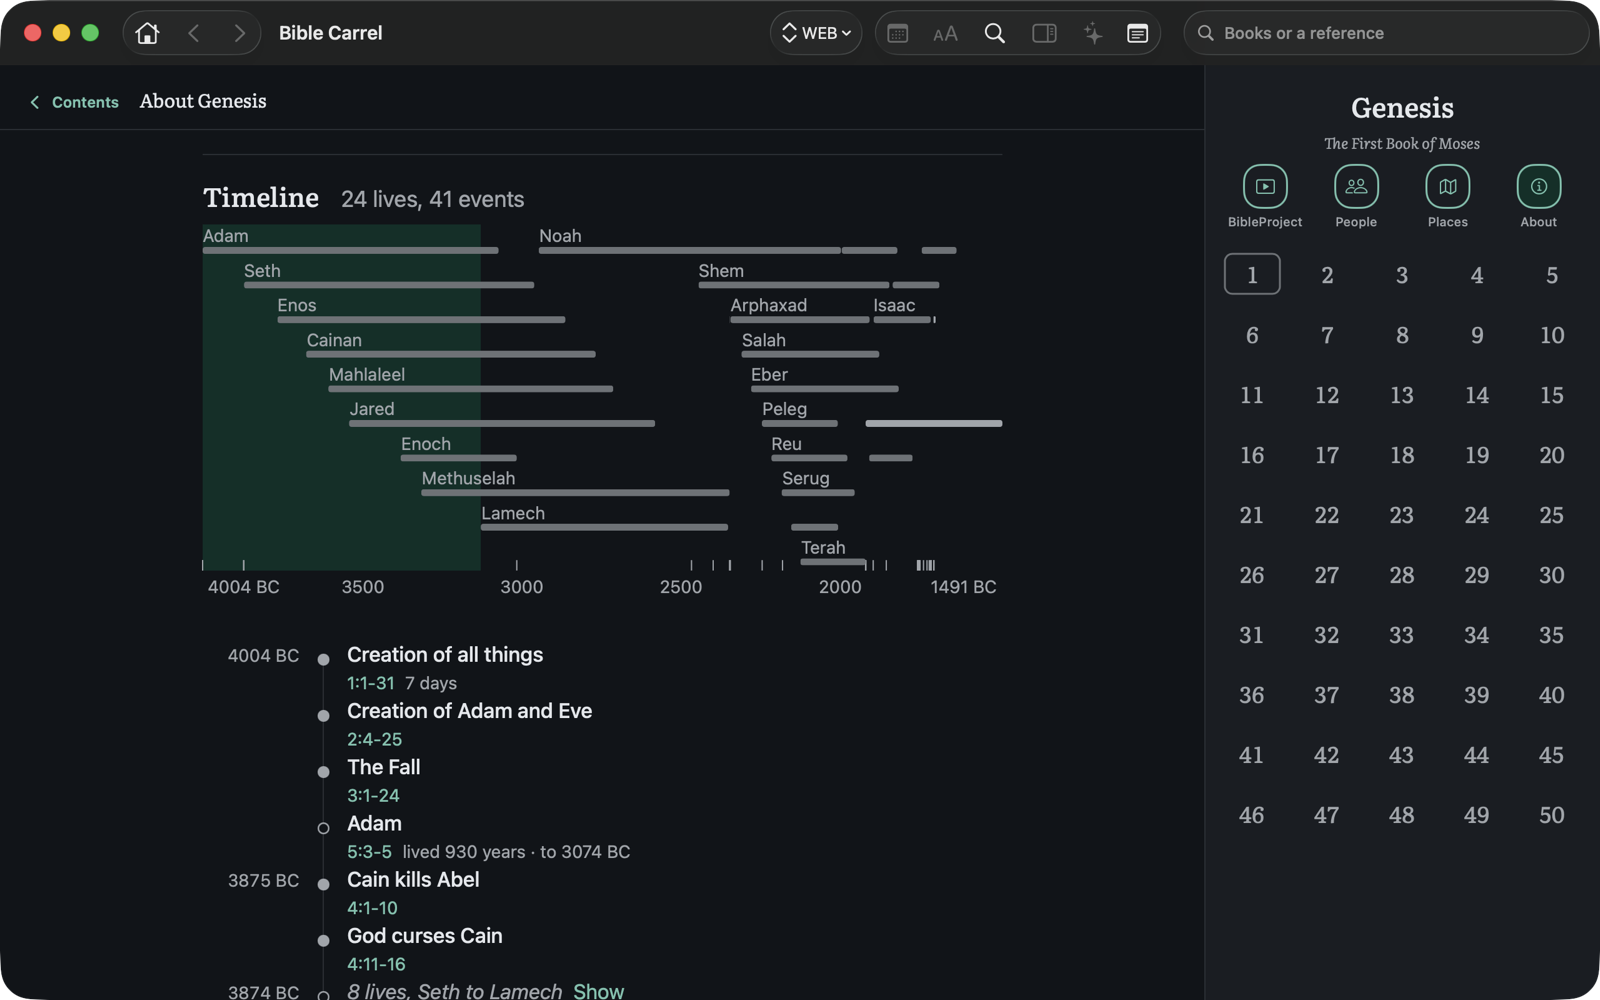 Bible Carrel
WEB
AA
Books or a reference
Contents
About Genesis
Timeline 24 lives, 41 events
Adam
Noah
Seth
Shem
Enos
Arphaxad
Isaac
Cainan
Salah
Mahlaleel
Eber
Jared
Peleg
Enoch
Reu
Methuselah
Serug
Lamech
Terah
4004 BC 3500 3000 2500 2000 1491 BC
4004 BC Creation of all things
1:1-31 7 days
Creation of Adam and Eve
2:4-25
The Fall
3:1-24
Adam
5:3-5 lived 930 years · to 3074 BC
3875 BC Cain kills Abel
4:1-10
God curses Cain
4:11-16
3874 BC 8 lives, Seth to Lamech Show
Genesis
The First Book of Moses
BibleProject People Places About
1 2 3 4 5
6 7 8 9 10
11 12 13 14 15
16 17 18 19 20
21 22 23 24 25
26 27 28 29 30
31 32 33 34 35
36 37 38 39 40
41 42 43 44 45
46 47 48 49 50